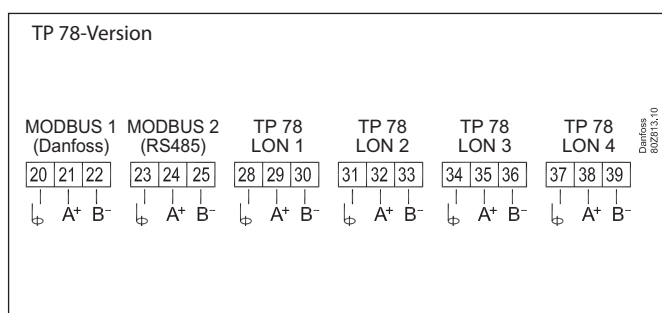 TP 78-Version
MODBUS 1 MODBUS 2 TP 78 TP 78 TP 78 TP 78
(Danfoss) (RS485) LON 1 LON 2 LON 3 LON 4
20 21 22 23 24 25 28 29 30 31 32 33 34 35 36 37 38 39
A+ B- A+ B- A+ B- A+ B- A+ B- A+ B-
Danfoss
80Z813.10